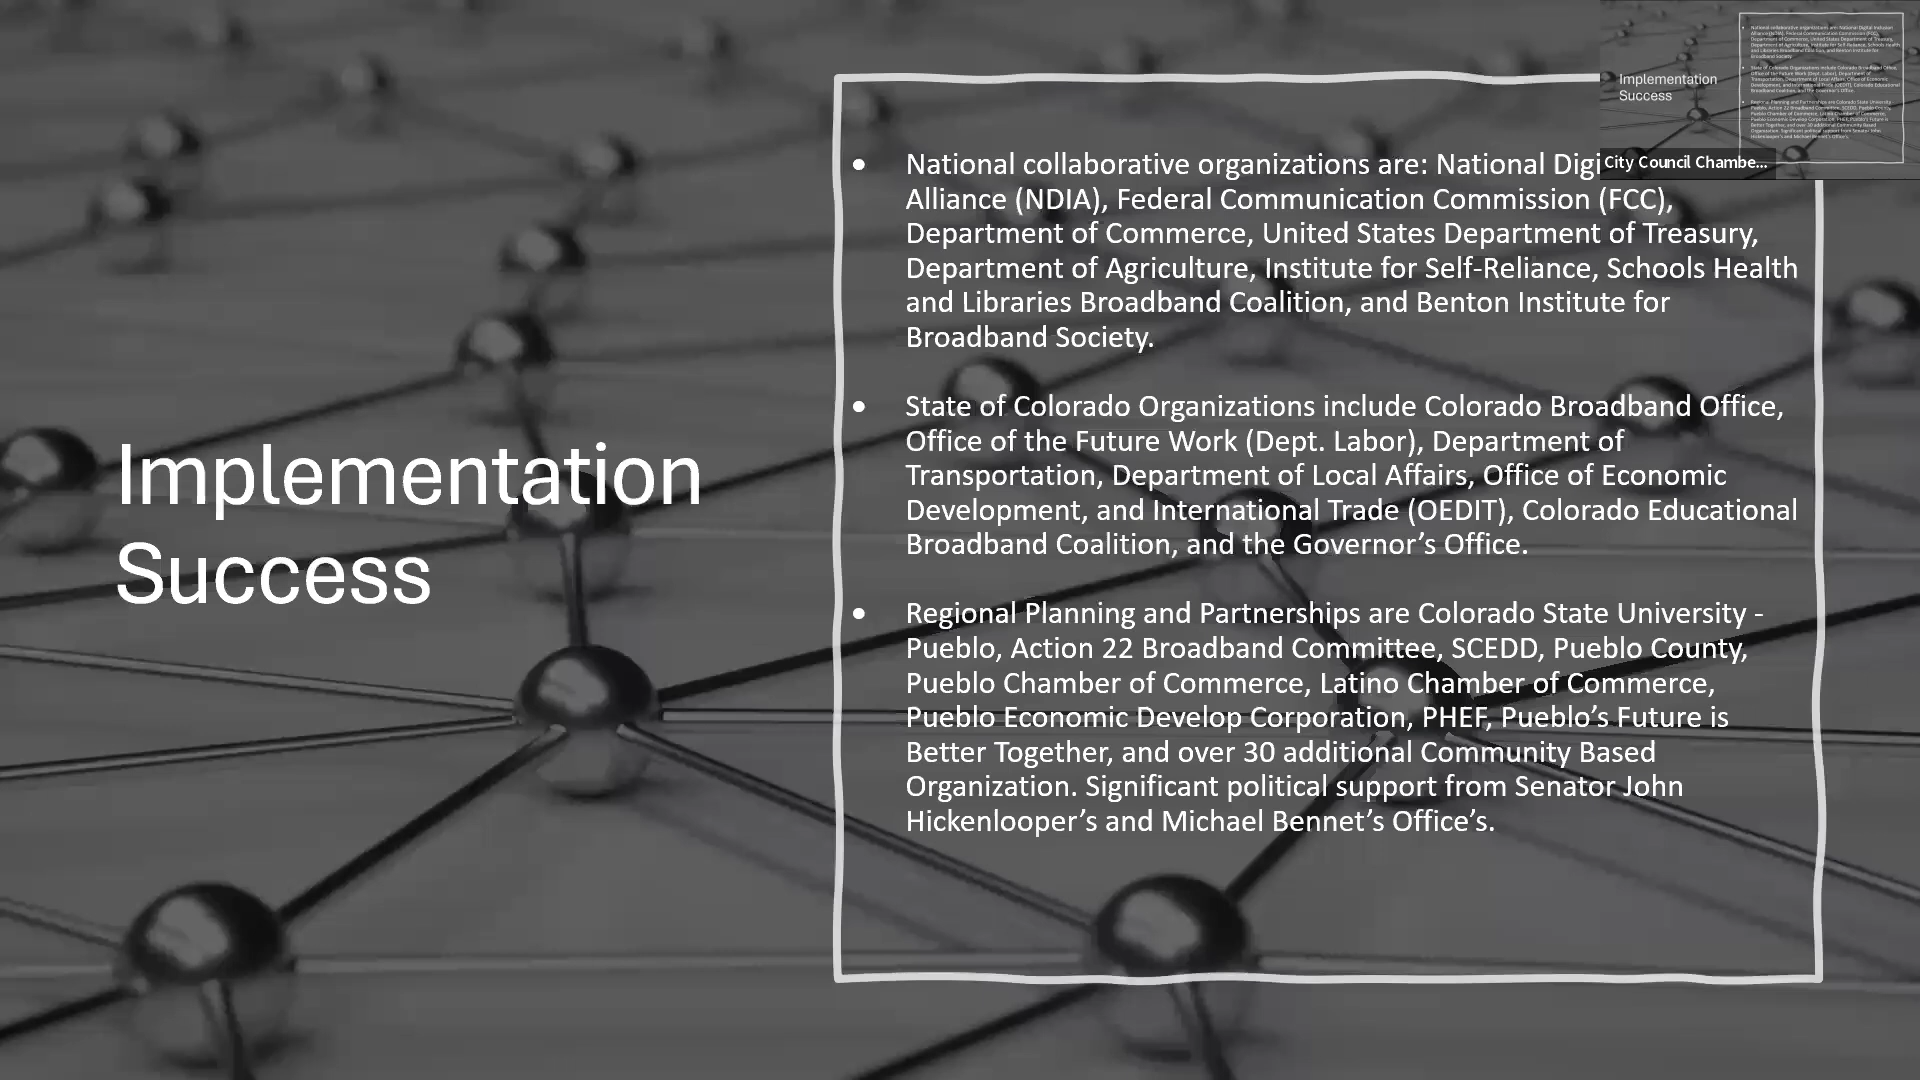 Implementation
Success
National collaborative organizations are: National Digi
Alliance (NDIA), Federal Communication Commission (FCC),
Department of Commerce, United States Department of Treasury,
Department of Agriculture, Institute for Self-Reliance, Schools Health
and Libraries Broadband Coalition, and Benton Institute for
Broadband Society.
State of Colorado Organizations include Colorado Broadband Office,
Office of the Future Work (Dept. Labor), Department of
Transportation, Department of Local Affairs, Office of Economic
Development, and International Trade (OEDIT), Colorado Educational
Broadband Coalition, and the Governor’s Office.
Regional Planning and Partnerships are Colorado State University -
Pueblo, Action 22 Broadband Committee, SCEDD, Pueblo County,
Pueblo Chamber of Commerce, Latino Chamber of Commerce,
Pueblo Economic Develop Corporation, PHEF, Pueblo’s Future is
Better Together, and over 30 additional Community Based
Organization. Significant political support from Senator John
Hickenlooper’s and Michael Bennet’s Office’s.
Implementation
Success
City Council Chambe...